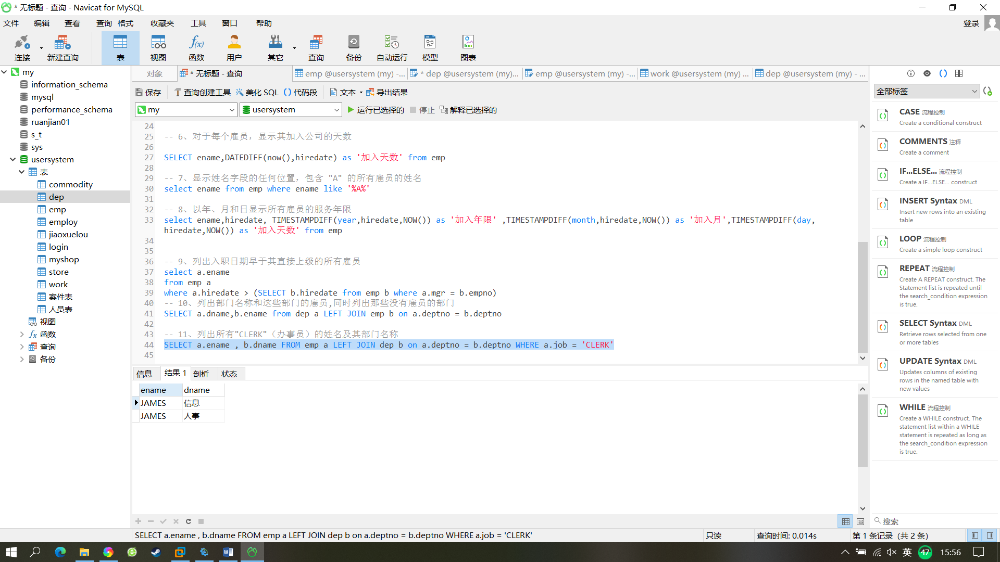 * 无标题 - 查询 - Navicat for MySQL
文件 编辑 查看 查询 格式 收藏夹 工具 窗口 帮助 登录
连接 新建查询 表 视图 函数 用户 其它 查询 备份 自动运行 模型 图表
my
information_schema
mysql
performance_schema
ruanjian01
s_t
sys
usersystem
表
commodity
dep
emp
employ
jiaoxuelou
login
myshop
store
work
案件表
人员表
视图
函数
查询
备份
对象 * 无标题 - 查询 emp @usersystem (my) -... * dep @usersystem (my)... emp @usersystem (my) -... work @usersystem (my) ... dep @usersystem (my) - ...
保存 查询创建工具 美化 SQL 代码段 文本 导出结果
my usersystem 运行已选择的 停止 解释已选择的
24
25 -- 6、对于每个雇员，显示其加入公司的天数
26
27 SELECT ename,DATEDIFF(now(),hiredate) as '加入天数' from emp
28
29 -- 7、显示姓名字段的任何位置，包含 "A" 的所有雇员的姓名
30 select ename from emp where ename like '%A%'
31
32 -- 8、以年、月和日显示所有雇员的服务年限
33 select ename,hiredate, TIMESTAMPDIFF(year,hiredate,NOW()) as '加入年限' ,TIMESTAMPDIFF(month,hiredate,NOW()) as '加入月',TIMESTAMPDIFF(day,
hiredate,NOW()) as '加入天数' from emp
34
35
36 -- 9、列出入职日期早于其直接上级的所有雇员
37 select a.ename
38 from emp a
39 where a.hiredate > (SELECT b.hiredate from emp b where a.mgr = b.empno)
40 -- 10、列出部门名称和这些部门的雇员,同时列出那些没有雇员的部门
41 SELECT a.dname,b.ename from dep a LEFT JOIN emp b on a.deptno = b.deptno
42
43 -- 11、列出所有"CLERK"（办事员）的姓名及其部门名称
44 SELECT a.ename , b.dname FROM emp a LEFT JOIN dep b on a.deptno = b.deptno WHERE a.job = 'CLERK'
45
信息 结果 1 剖析 状态
ename dname
JAMES 信息
JAMES 人事
全部标签
CASE 流程控制
Create a conditional construct
COMMENTS 注释
Create a comment
IF...ELSE... 流程控制
Create a IF...ELSE... construct
INSERT Syntax DML
Insert new rows into an existing
table
LOOP 流程控制
Create a simple loop construct
REPEAT 流程控制
Create A REPEAT construct. The
Statement list is repeated until
the search_condition expression
is true.
SELECT Syntax DML
Retrieve rows selected from one
or more tables
UPDATE Syntax DML
Updates columns of existing
rows in the named table with
new values
WHILE 流程控制
Create a WHILE construct. The
statement list within a WHILE
statement is repeated as long as
the search_condition expression
is true.
搜索
SELECT a.ename , b.dname FROM emp a LEFT JOIN dep b on a.deptno = b.deptno WHERE a.job = 'CLERK' 只读 查询时间: 0.014s 第 1 条记录 (共 2 条)
英 47 15:56